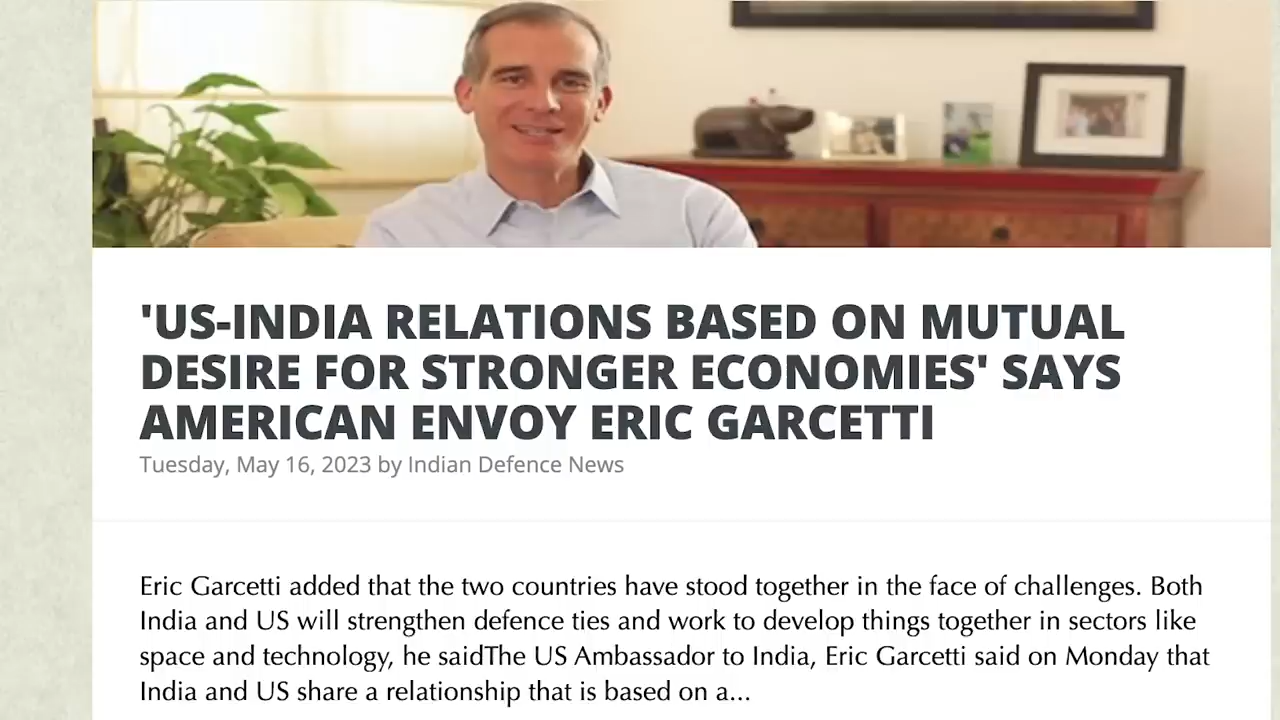 'US-INDIA RELATIONS BASED ON MUTUAL
DESIRE FOR STRONGER ECONOMIES' SAYS
AMERICAN ENVOY ERIC GARCETTI
Tuesday, May 16, 2023 by Indian Defence News
Eric Garcetti added that the two countries have stood together in the face of challenges. Both
India and US will strengthen defence ties and work to develop things together in sectors like
space and technology, he saidThe US Ambassador to India, Eric Garcetti said on Monday that
India and US share a relationship that is based on a...